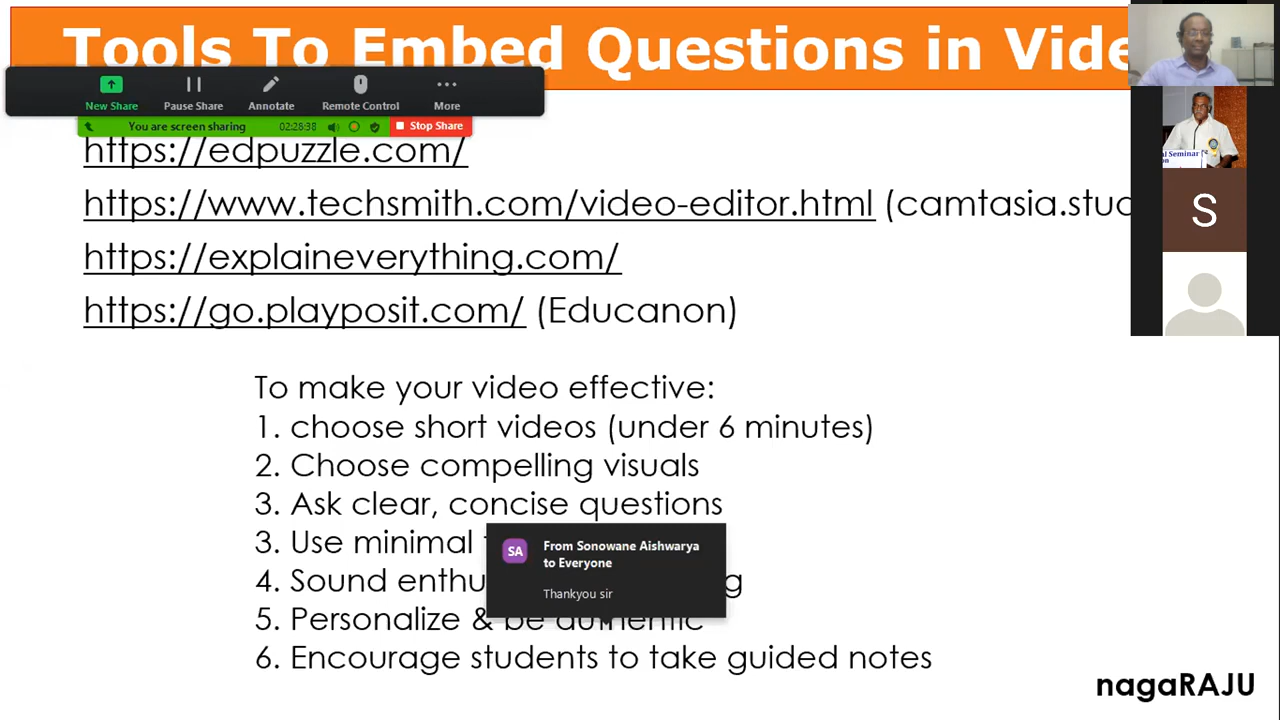 Tools To Embed Questions in Vide
New Share Pause Share Annotate Remote Control More
You are screen sharing 02:28:38 Stop Share
https://edpuzzle.com/
https://www.techsmith.com/video-editor.html (camtasia.stud
https://explaineverything.com/
https://go.playposit.com/ (Educanon)
al Seminar
S
To make your video effective:
1. choose short videos (under 6 minutes)
2. Choose compelling visuals
3. Ask clear, concise questions
3. Use minimal
4. Sound enthu
SA
From Sonowane Aishwarya
to Everyone
Thankyou sir
5. Personalize & be authentic
6. Encourage students to take guided notes
nagaRAJU